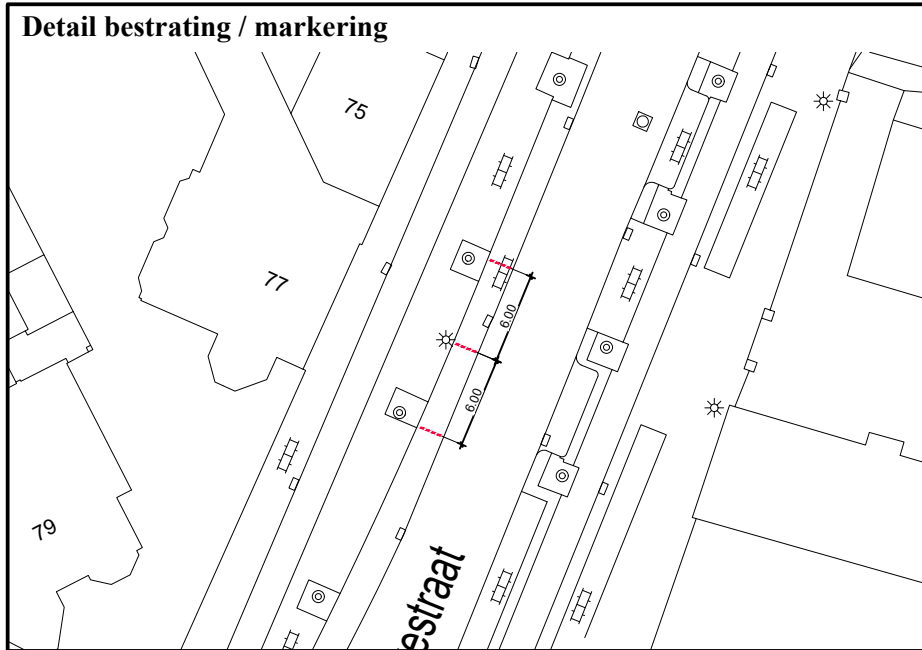 Detail bestrating / markering
75
77
6.00
6.00
79
estraat